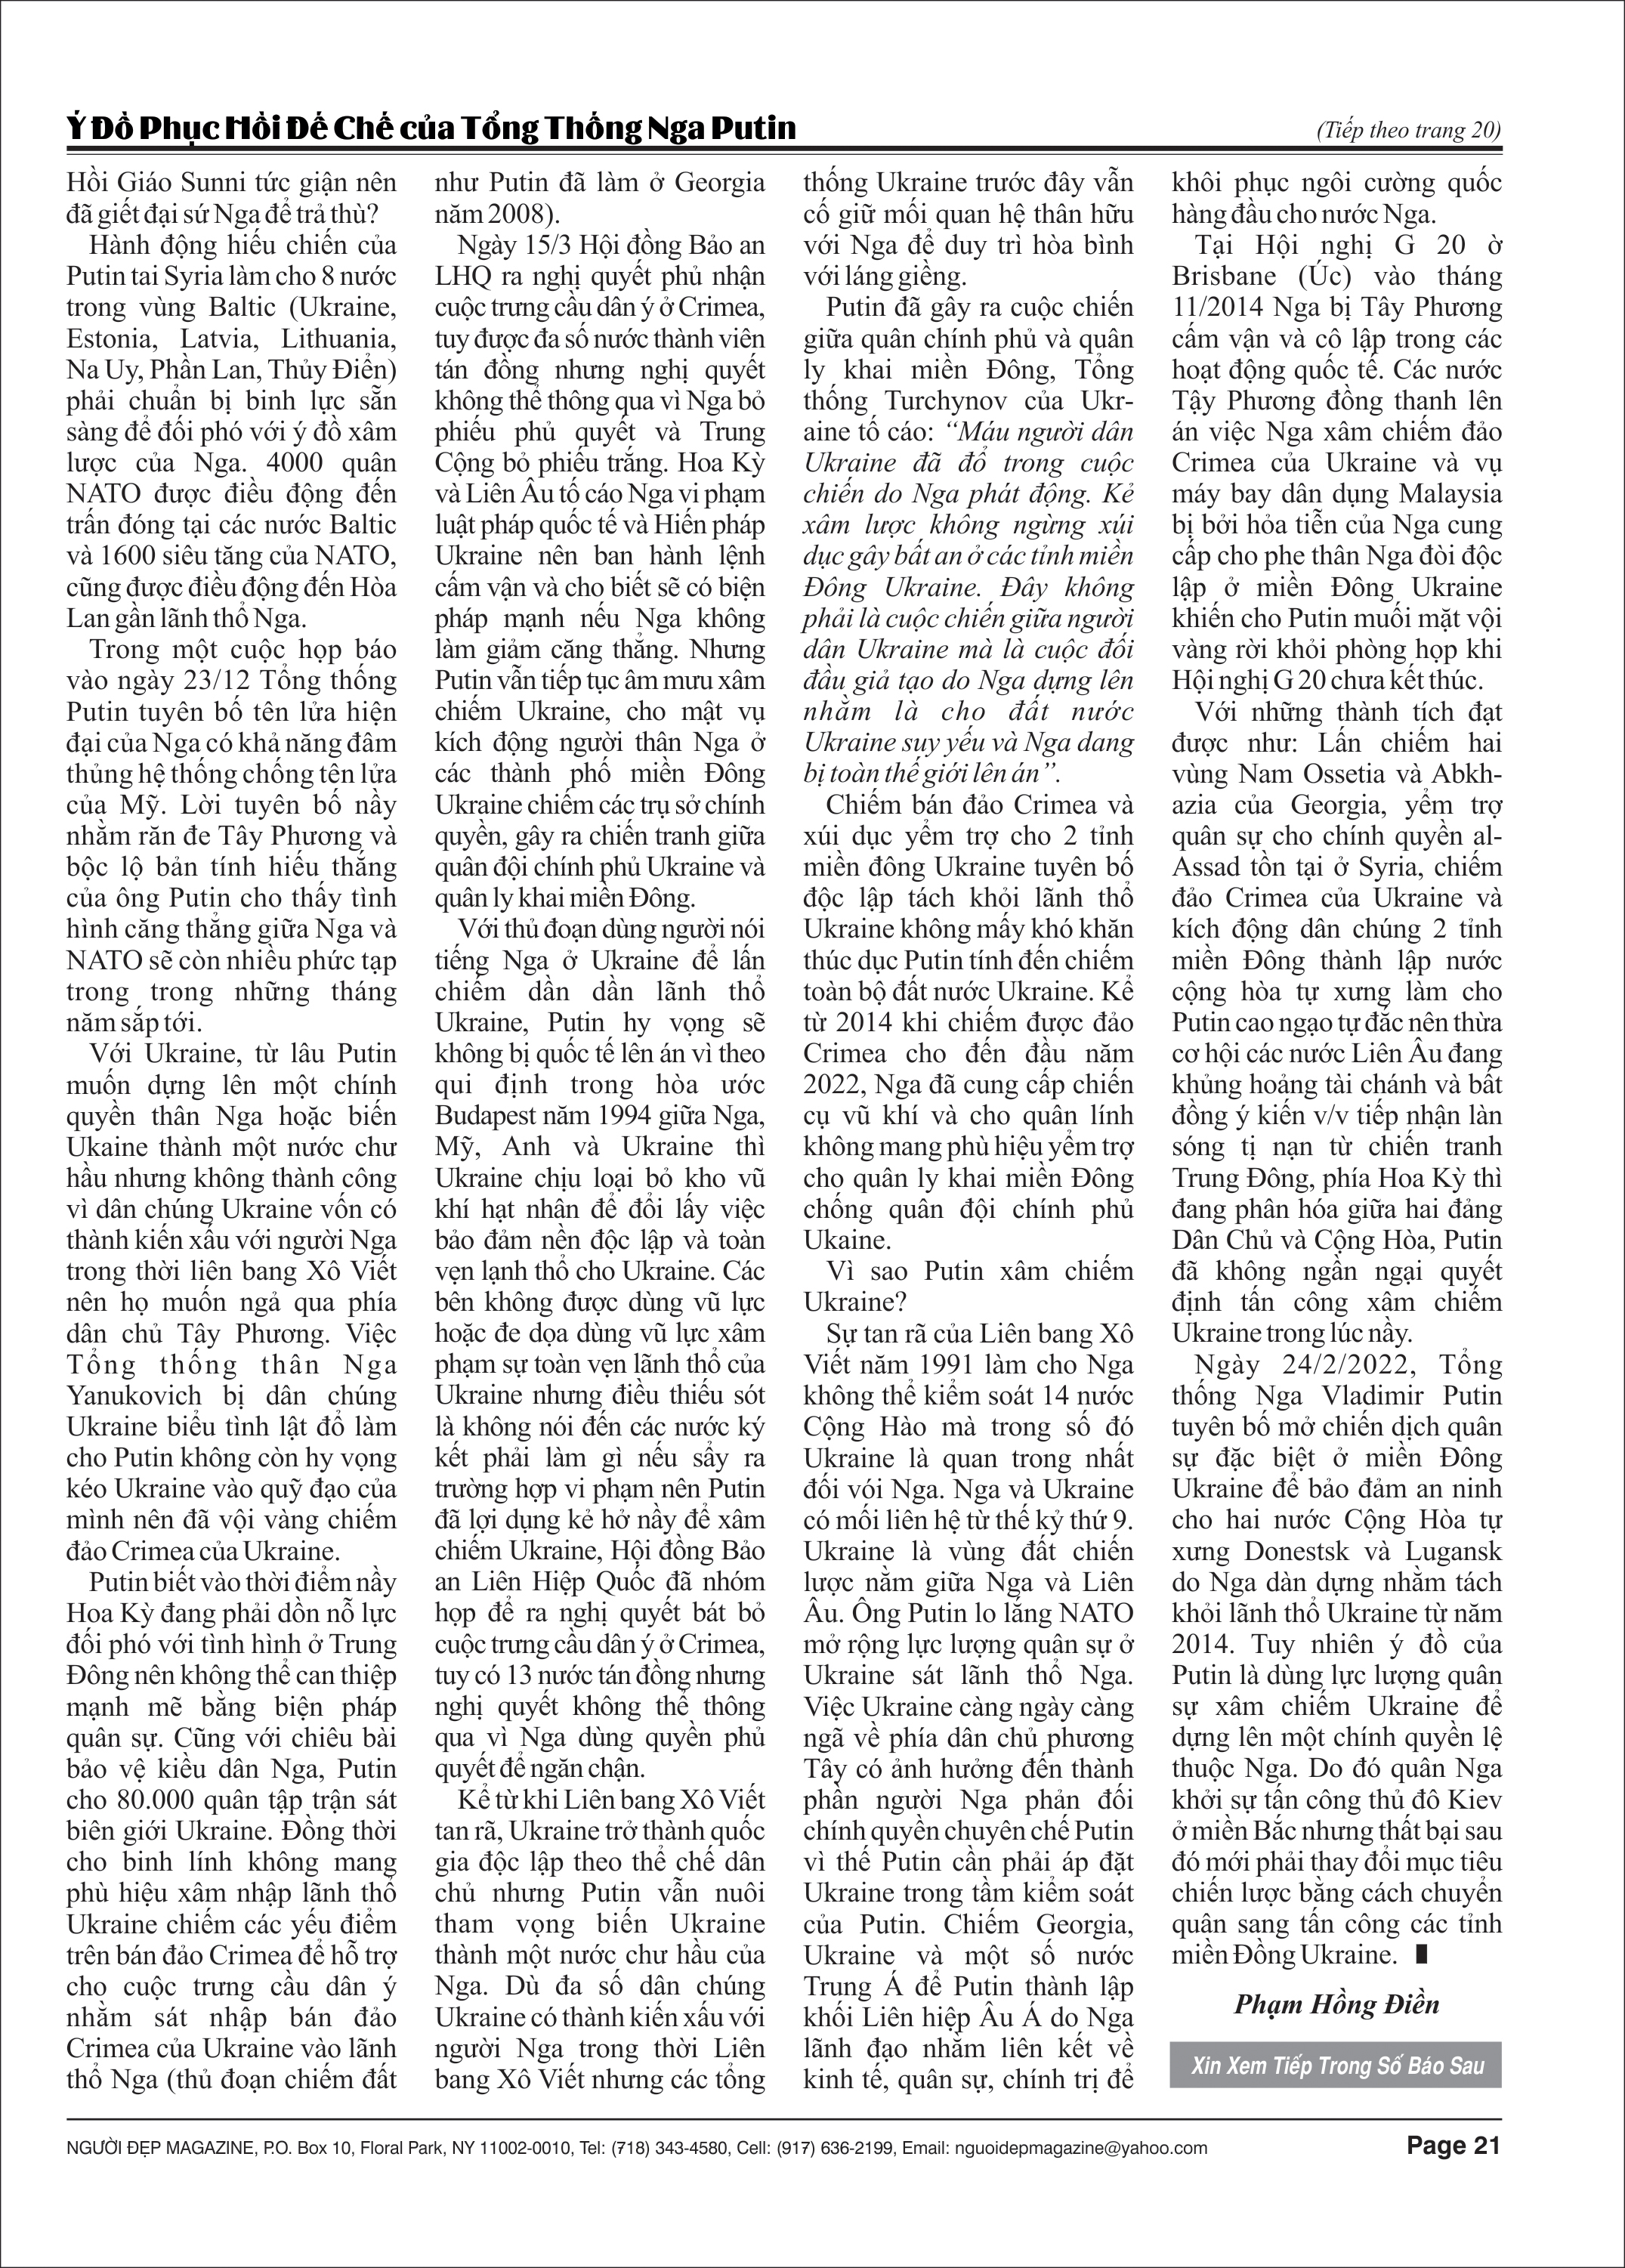 Ý Đồ Phục Hồi Đế Chế của Tổng Thống Nga Putin
(Tiếp theo trang 20)
Hồi Giáo Sunni tức giận nên
đã giết đại sứ Nga để trả thù?
Hành động hiếu chiến của
Putin tai Syria làm cho 8 nước
trong vùng Baltic (Ukraine,
Estonia, Latvia, Lithuania,
Na Uy, Phần Lan, Thủy Điển)
phải chuẩn bị binh lực sẵn
sàng để đối phó với ý đồ xâm
lược của Nga. 4000 quân
NATO được điều động đến
trấn đóng tại các nước Baltic
và 1600 siêu tăng của NATO,
cũng được điều động đến Hòa
Lan gần lãnh thổ Nga.
Trong một cuộc họp báo
vào ngày 23/12 Tổng thống
Putin tuyên bố tên lửa hiện
đại của Nga có khả năng đâm
thủng hệ thống chống tên lửa
của Mỹ. Lời tuyên bố nầy
nhằm răn đe Tây Phương và
bộc lộ bản tính hiếu thắng
của ông Putin cho thấy tình
hình căng thẳng giữa Nga và
NATO sẽ còn nhiều phức tạp
trong trong những tháng
năm sắp tới.
Với Ukraine, từ lâu Putin
muốn dựng lên một chính
quyền thân Nga hoặc biến
Ukaine thành một nước chư
hầu nhưng không thành công
vì dân chúng Ukraine vốn có
thành kiến xấu với người Nga
trong thời liên bang Xô Viết
nên họ muốn ngả qua phía
dân chủ Tây Phương. Việc
Tổng thống thân Nga
Yanukovich bị dân chúng
Ukraine biểu tình lật đổ làm
cho Putin không còn hy vọng
kéo Ukraine vào quỹ đạo của
mình nên đã vội vàng chiếm
đảo Crimea của Ukraine.
Putin biết vào thời điểm nầy
Hoa Kỳ đang phải dồn nỗ lực
đối phó với tình hình ở Trung
Đông nên không thể can thiệp
mạnh mẽ bằng biện pháp
quân sự. Cũng với chiêu bài
bảo vệ kiều dân Nga, Putin
cho 80.000 quân tập trận sát
biên giới Ukraine. Đồng thời
cho binh lính không mang
phù hiệu xâm nhập lãnh thổ
Ukraine chiếm các yếu điểm
trên bán đảo Crimea để hỗ trợ
cho cuộc trưng cầu dân ý
nhằm sát nhập bán đảo
Crimea của Ukraine vào lãnh
thổ Nga (thủ đoạn chiếm đất
như Putin đã làm ở Georgia
năm 2008).
Ngày 15/3 Hội đồng Bảo an
LHQ ra nghị quyết phủ nhận
cuộc trưng cầu dân ý ở Crimea,
tuy được đa số nước thành viên
tán đồng nhưng nghị quyết
không thể thông qua vì Nga bỏ
phiếu phủ quyết và Trung
Cộng bỏ phiếu trắng. Hoa Kỳ
và Liên Âu tố cáo Nga vi phạm
luật pháp quốc tế và Hiến pháp
Ukraine nên ban hành lệnh
cấm vận và cho biết sẽ có biện
pháp mạnh nếu Nga không
làm giảm căng thẳng. Nhưng
Putin vẫn tiếp tục âm mưu xâm
chiếm Ukraine, cho mật vụ
kích động người thân Nga ở
các thành phố miền Đông
Ukraine chiếm các trụ sở chính
quyền, gây ra chiến tranh giữa
quân đội chính phủ Ukraine và
quân ly khai miền Đông.
Với thủ đoạn dùng người nói
tiếng Nga ở Ukraine để lấn
chiếm dần dần lãnh thổ
Ukraine, Putin hy vọng sẽ
không bị quốc tế lên án vì theo
qui định trong hòa ước
Budapest năm 1994 giữa Nga,
Mỹ, Anh và Ukraine thì
Ukraine chịu loại bỏ kho vũ
khí hạt nhân để đổi lấy việc
bảo đảm nền độc lập và toàn
vẹn lạnh thổ cho Ukraine. Các
bên không được dùng vũ lực
hoặc đe dọa dùng vũ lực xâm
phạm sự toàn vẹn lãnh thổ của
Ukraine nhưng điều thiếu sót
là không nói đến các nước ký
kết phải làm gì nếu sẩy ra
trường hợp vi phạm nên Putin
đã lợi dụng kẻ hở nầy để xâm
chiếm Ukraine, Hội đồng Bảo
an Liên Hiệp Quốc đã nhóm
họp để ra nghị quyết bát bỏ
cuộc trưng cầu dân ý ở Crimea,
tuy có 13 nước tán đồng nhưng
nghị quyết không thể thông
qua vì Nga dùng quyền phủ
quyết để ngăn chận.
Kể từ khi Liên bang Xô Viết
tan rã, Ukraine trở thành quốc
gia độc lập theo thể chế dân
chủ nhưng Putin vẫn nuôi
tham vọng biến Ukraine
thành một nước chư hầu của
Nga. Dù đa số dân chúng
Ukraine có thành kiến xấu với
người Nga trong thời Liên
bang Xô Viết nhưng các tổng
thống Ukraine trước đây vẫn
cố giữ mối quan hệ thân hữu
với Nga để duy trì hòa bình
với láng giềng.
Putin đã gây ra cuộc chiến
giữa quân chính phủ và quân
ly khai miền Đông, Tổng
thống Turchynov của Ukr-
aine tố cáo: “Máu người dân
Ukraine đã đổ trong cuộc
chiến do Nga phát động. Kẻ
xâm lược không ngừng xúi
dục gây bất an ở các tỉnh miền
Đông Ukraine. Đây không
phải là cuộc chiến giữa người
dân Ukraine mà là cuộc đối
đầu giả tạo do Nga dựng lên
nhằm là cho đất nước
Ukraine suy yếu và Nga dang
bị toàn thế giới lên án”.
Chiếm bán đảo Crimea và
xúi dục yểm trợ cho 2 tỉnh
miền đông Ukraine tuyên bố
độc lập tách khỏi lãnh thổ
Ukraine không mấy khó khăn
thúc dục Putin tính đến chiếm
toàn bộ đất nước Ukraine. Kể
từ 2014 khi chiếm được đảo
Crimea cho đến đầu năm
2022, Nga đã cung cấp chiến
cụ vũ khí và cho quân lính
không mang phù hiệu yểm trợ
cho quân ly khai miền Đông
chống quân đội chính phủ
Ukaine.
Vì sao Putin xâm chiếm
Ukraine?
Sự tan rã của Liên bang Xô
Viết năm 1991 làm cho Nga
không thể kiểm soát 14 nước
Cộng Hào mà trong số đó
Ukraine là quan trong nhất
đối vói Nga. Nga và Ukraine
có mối liên hệ từ thế kỷ thứ 9.
Ukraine là vùng đất chiến
lược nằm giữa Nga và Liên
Âu. Ông Putin lo lắng NATO
mở rộng lực lượng quân sự ở
Ukraine sát lãnh thổ Nga.
Việc Ukraine càng ngày càng
ngã về phía dân chủ phương
Tây có ảnh hưởng đến thành
phần người Nga phản đối
chính quyền chuyên chế Putin
vì thế Putin cần phải áp đặt
Ukraine trong tầm kiểm soát
của Putin. Chiếm Georgia,
Ukraine và một số nước
Trung Á để Putin thành lập
khối Liên hiệp Âu Á do Nga
lãnh đạo nhằm liên kết về
kinh tế, quân sự, chính trị để
khôi phục ngôi cường quốc
hàng đầu cho nước Nga.
Tại Hội nghị G 20 ờ
Brisbane (Úc) vào tháng
11/2014 Nga bị Tây Phương
cấm vận và cô lập trong các
hoạt động quốc tế. Các nước
Tậy Phương đồng thanh lên
án việc Nga xâm chiếm đảo
Crimea của Ukraine và vụ
máy bay dân dụng Malaysia
bị bởi hỏa tiễn của Nga cung
cấp cho phe thân Nga đòi độc
lập ở miền Đông Ukraine
khiến cho Putin muối mặt vội
vàng rời khỏi phòng họp khi
Hội nghị G 20 chưa kết thúc.
Với những thành tích đạt
được như: Lấn chiếm hai
vùng Nam Ossetia và Abkh-
azia của Georgia, yểm trợ
quân sự cho chính quyền al-
Assad tồn tại ở Syria, chiếm
đảo Crimea của Ukraine và
kích động dân chúng 2 tỉnh
miền Đông thành lập nước
cộng hòa tự xưng làm cho
Putin cao ngạo tự đắc nên thừa
cơ hội các nước Liên Âu đang
khủng hoảng tài chánh và bất
đồng ý kiến v/v tiếp nhận làn
sóng tị nạn từ chiến tranh
Trung Đông, phía Hoa Kỳ thì
đang phân hóa giữa hai đảng
Dân Chủ và Cộng Hòa, Putin
đã không ngần ngại quyết
định tấn công xâm chiếm
Ukraine trong lúc nầy.
Ngày 24/2/2022, Tổng
thống Nga Vladimir Putin
tuyên bố mở chiến dịch quân
sự đặc biệt ở miền Đông
Ukraine để bảo đảm an ninh
cho hai nước Cộng Hòa tự
xưng Donestsk và Lugansk
do Nga dàn dựng nhằm tách
khỏi lãnh thổ Ukraine từ năm
2014. Tuy nhiên ý đồ của
Putin là dùng lực lượng quân
sự xâm chiếm Ukraine để
dựng lên một chính quyền lệ
thuộc Nga. Do đó quân Nga
khởi sự tấn công thủ đô Kiev
ở miền Bắc nhưng thất bại sau
đó mới phải thay đổi mục tiêu
chiến lược bằng cách chuyển
quân sang tấn công các tỉnh
miền Đồng Ukraine.
Phạm Hồng Điền
Xin Xem Tiếp Trong Số Báo Sau
NGƯỜI ĐẸP MAGAZINE, P.O. Box 10, Floral Park, NY 11002-0010, Tel: (718) 343-4580, Cell: (917) 636-2199, Email: nguoidepmagazine@yahoo.com
Page 21